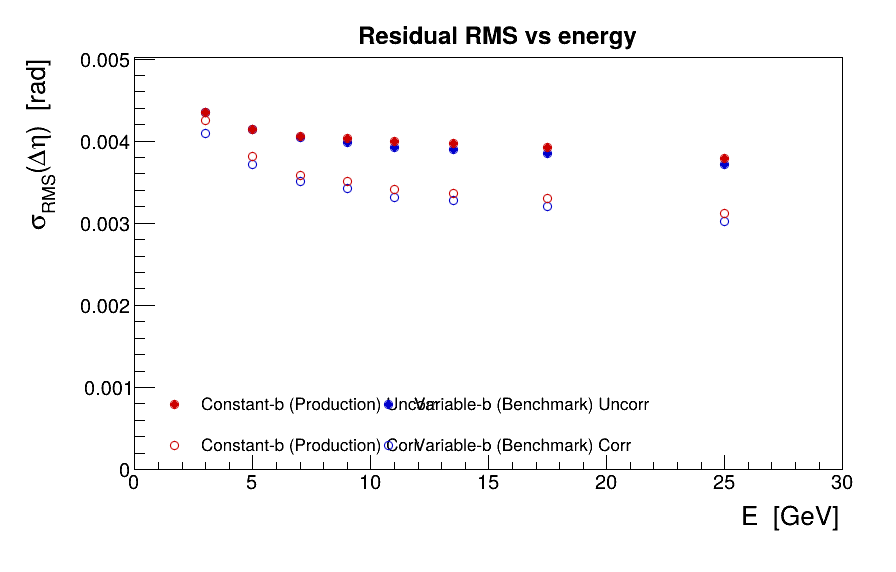 Residual RMS vs energy
σRMS(Δη) [rad]
0.005
0.004
0.003
0.002
0.001
0
Constant-b (Production) Uncorr
Variable-b (Benchmark) Uncorr
Constant-b (Production) Corr
Variable-b (Benchmark) Corr
0 5 10 15 20 25 30
E [GeV]